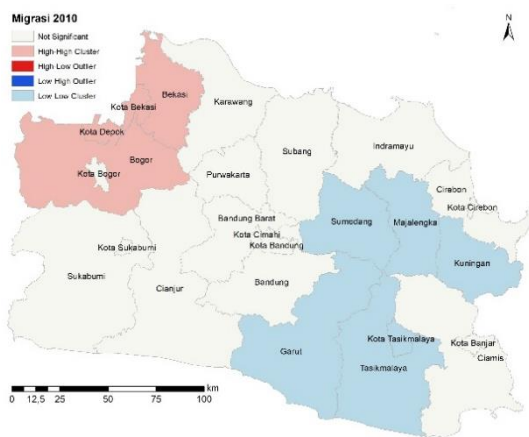 Migrasi 2010
Not Significant
High-High Cluster
High Low Outlier
Low High Outlier
Low Low Cluster
N
Bekasi
Kota Bekasi
Karawang
Kota Depok
Bogor
Kota Bogor
Subang
Indramayu
Purwakarta
Cirebon
Kota Cirebon
Bandung Barat
Sumedang
Majalengka
Kota Cimahi
Kota Sukabumi
Kota Bandung
Kuningan
Sukabumi
Cianjur
Bandung
Garut
Kota Tasikmalaya
Kota Banjar
Ciamis
Tasikmalaya
km
0 12,5 25 50 75 100